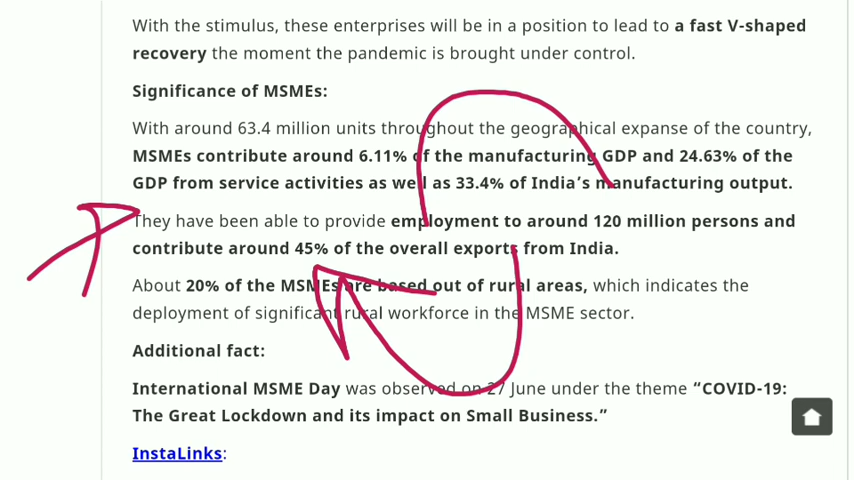 With the stimulus, these enterprises will be in a position to lead to a fast V-shaped
recovery the moment the pandemic is brought under control.
Significance of MSMEs:
With around 63.4 million units throughout the geographical expanse of the country,
MSMEs contribute around 6.11% of the manufacturing GDP and 24.63% of the
GDP from service activities as well as 33.4% of India’s manufacturing output.
They have been able to provide employment to around 120 million persons and
contribute around 45% of the overall exports from India.
About 20% of the MSMEs are based out of rural areas, which indicates the
deployment of significant rural workforce in the MSME sector.
Additional fact:
International MSME Day was observed on 27 June under the theme “COVID-19:
The Great Lockdown and its impact on Small Business.”
InstaLinks: